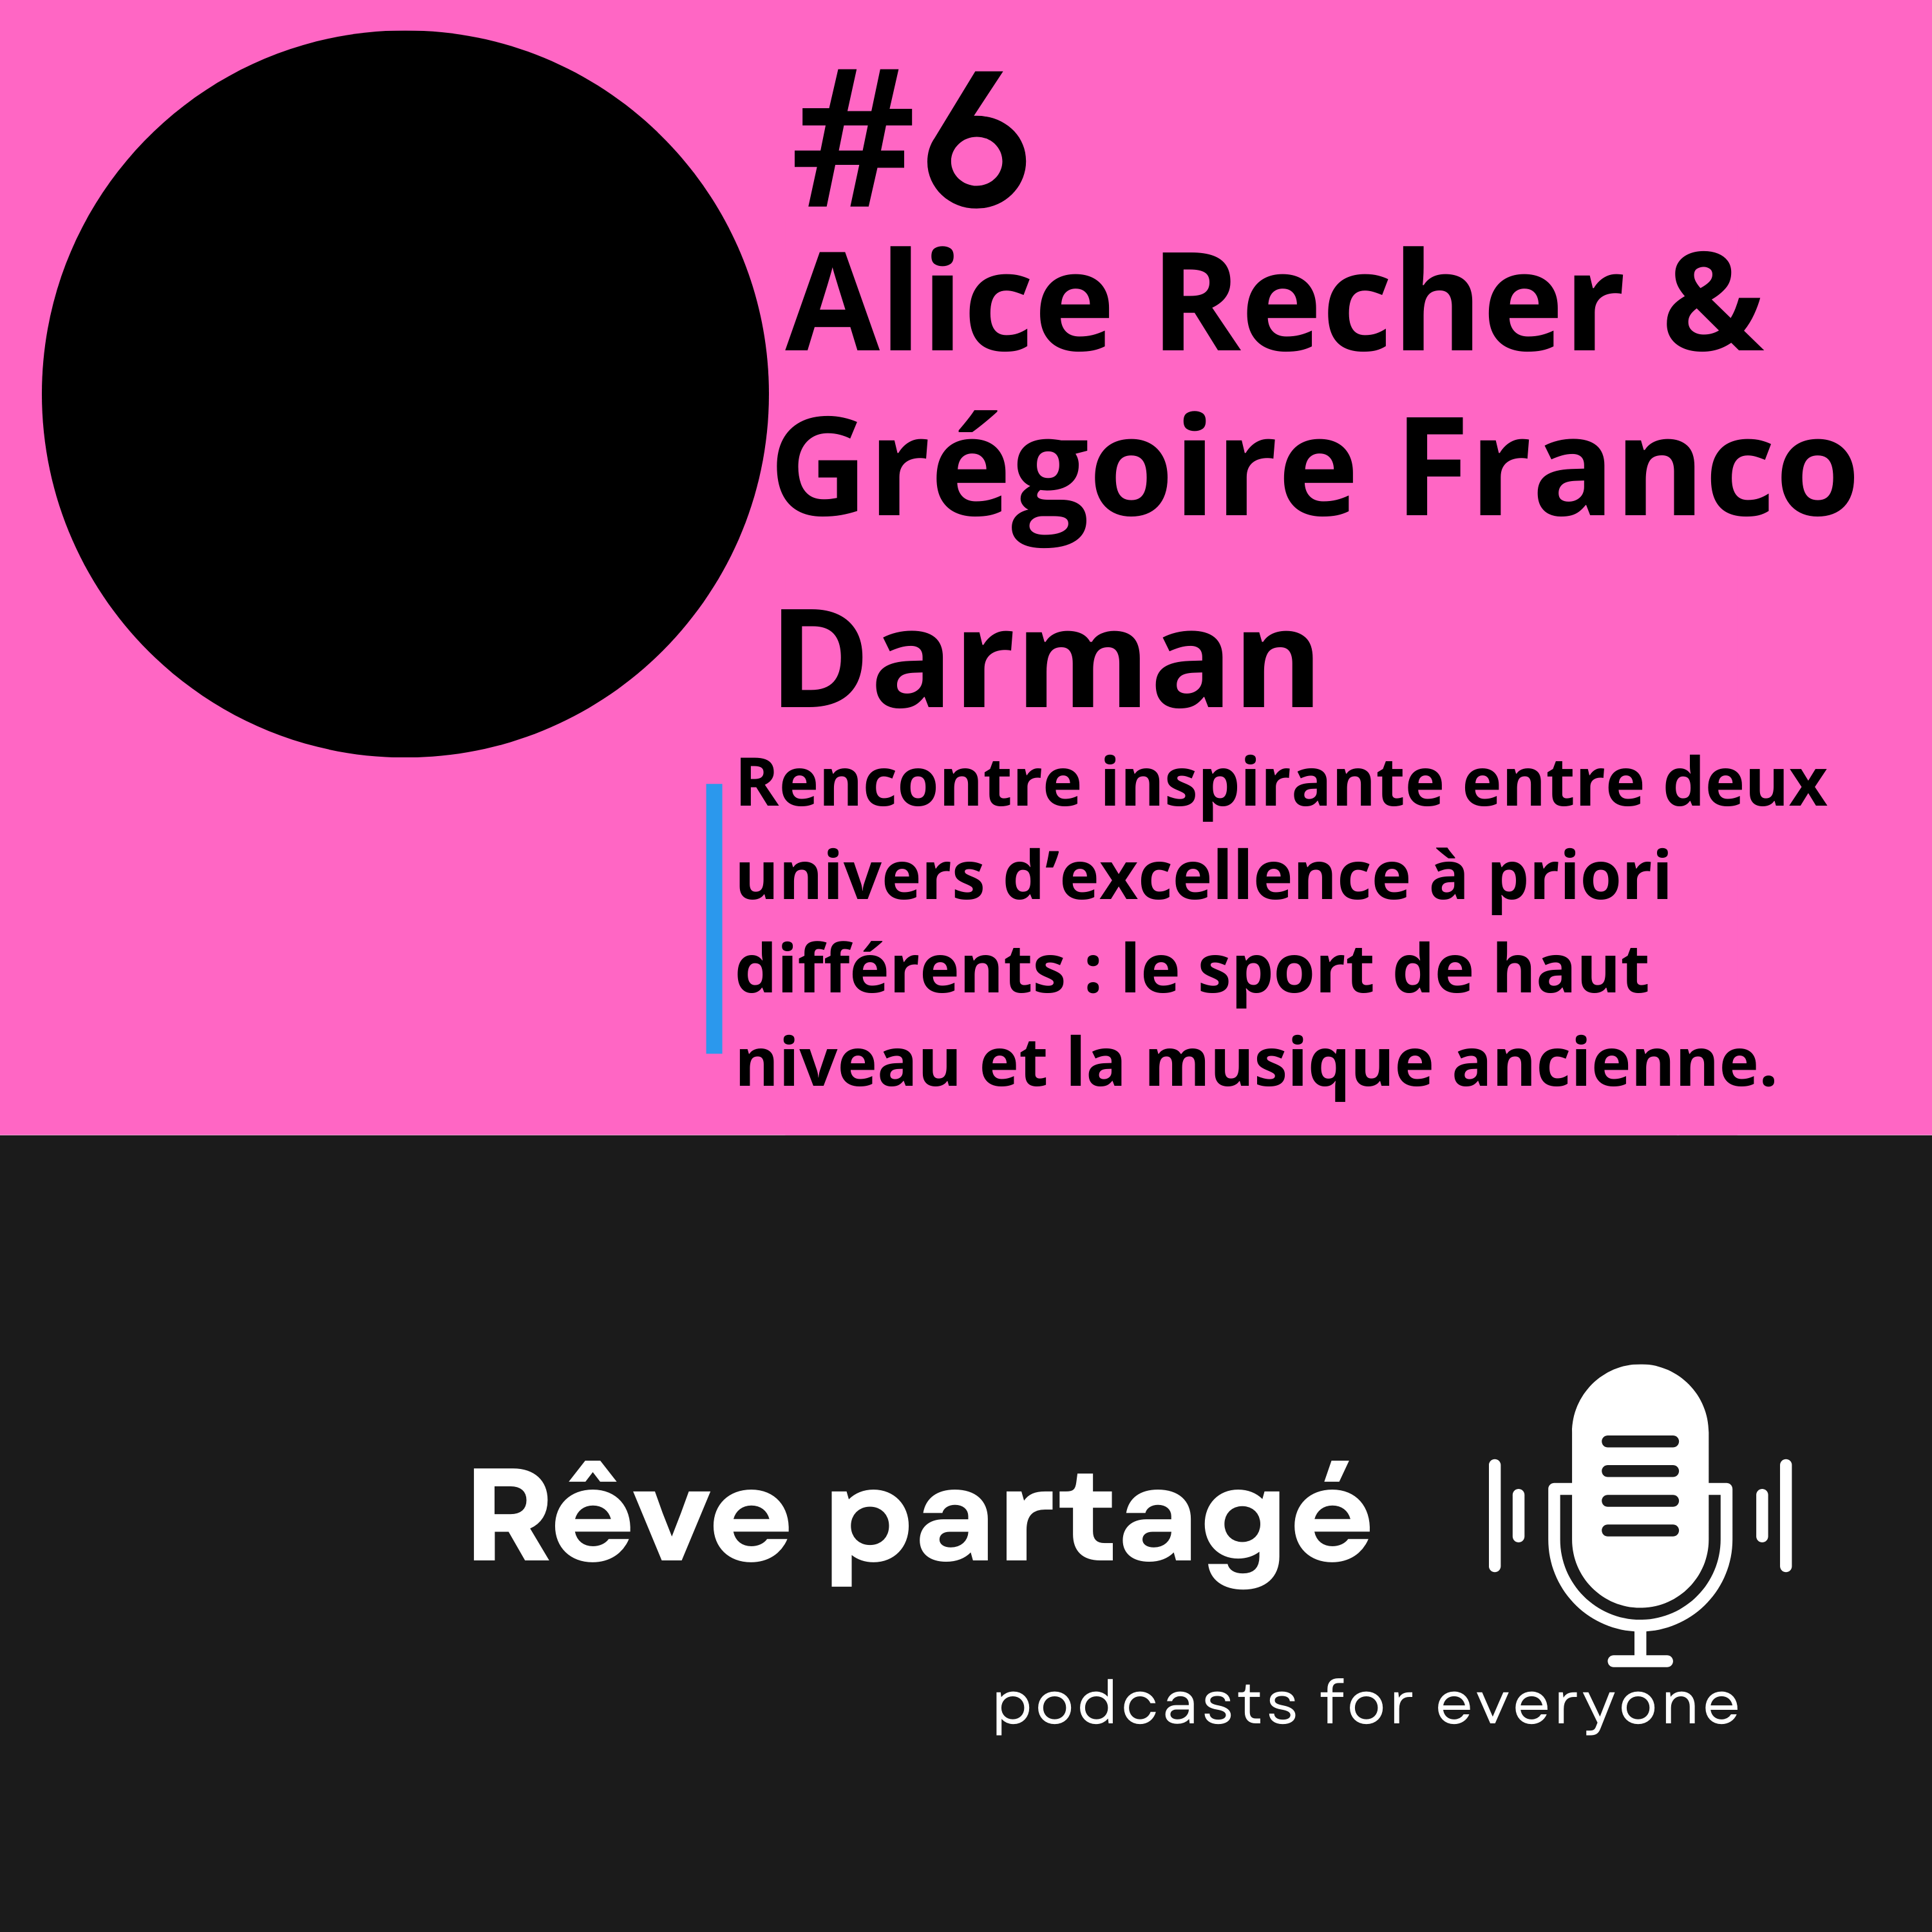 #6
Alice Recher &
Grégoire Franco
Darman
Rencontre inspirante entre deux
univers d’excellence à priori
différents : le sport de haut
niveau et la musique ancienne.
Rêve partagé
podcasts for everyone